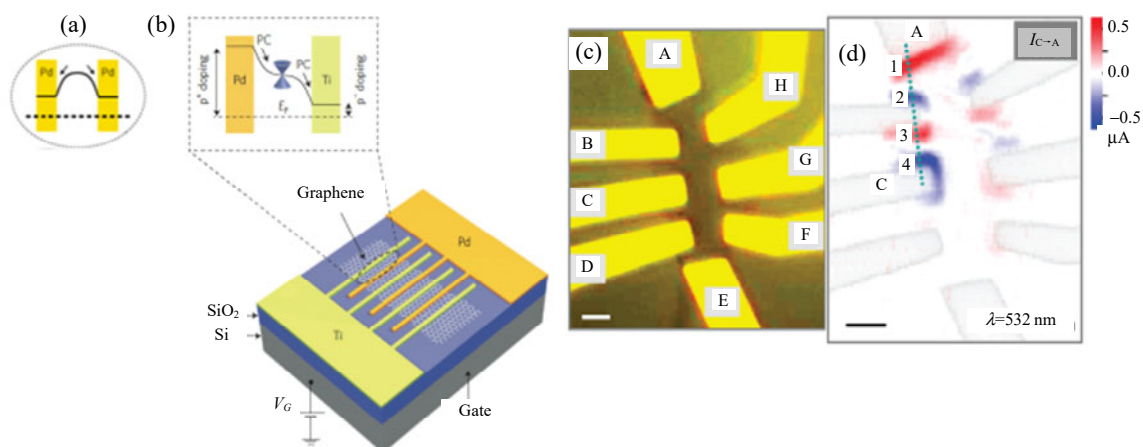 (a)
Pd
Pd
(b)
p⁺ doping
PC
Pd
E_F
PC
Ti
p⁻ doping
Graphene
Pd
SiO₂
Si
Ti
V_G
Gate
(c)
A
H
B
G
C
F
D
E
(d)
A
I_C→A
1
2
3
4
C
λ=532 nm
0.5
0.0
−0.5
μA